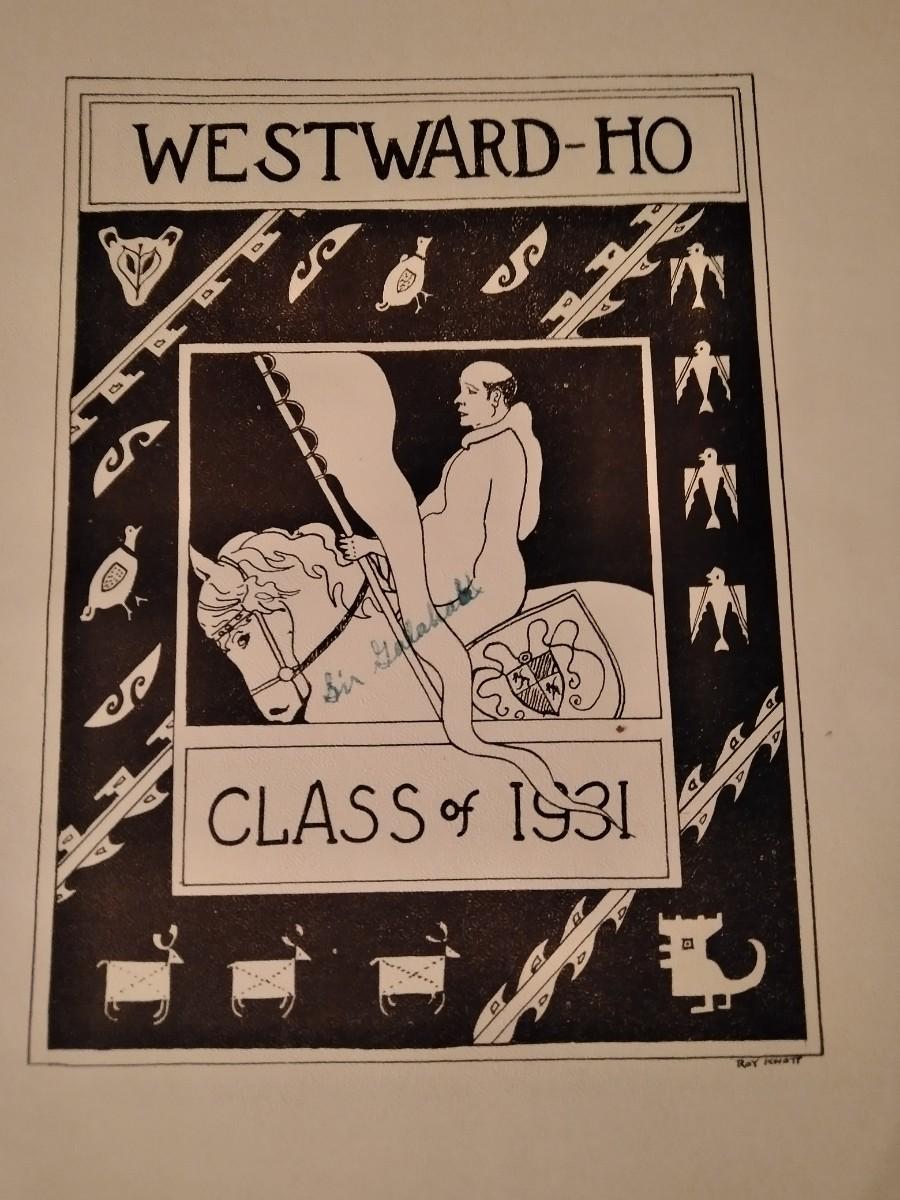 WESTWARD-HO
Sir Galahad
CLASS of 1931
ROY KNOTT